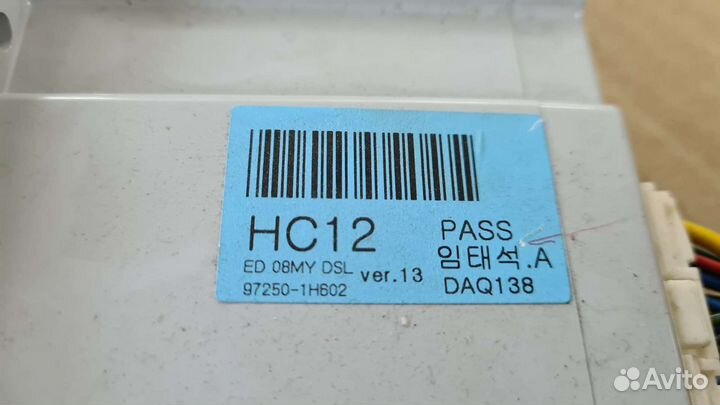 HC12
ED 08MY DSL ver.13
97250-1H602
PASS
임태석.A
DAQ138
Avito